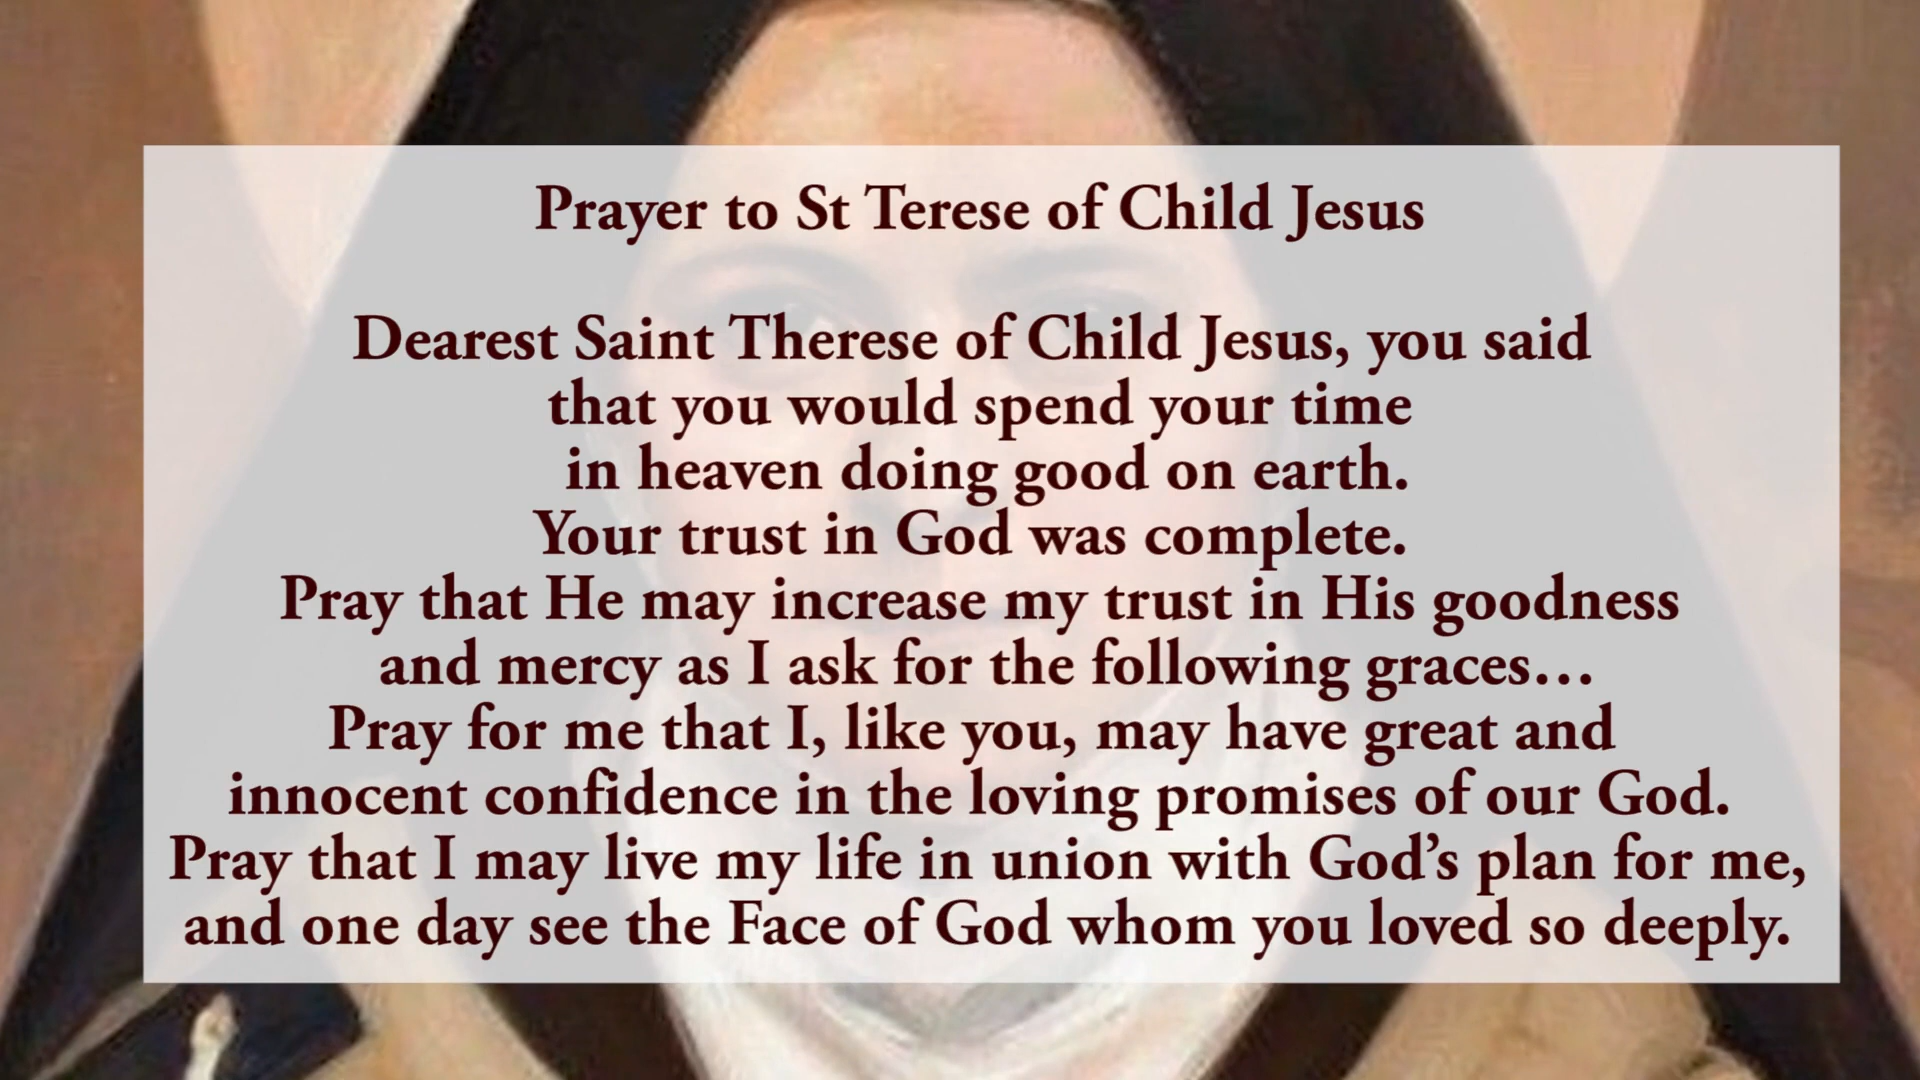 Prayer to St Terese of Child Jesus
Dearest Saint Therese of Child Jesus, you said
that you would spend your time
in heaven doing good on earth.
Your trust in God was complete.
Pray that He may increase my trust in His goodness
and mercy as I ask for the following graces…
Pray for me that I, like you, may have great and
innocent confidence in the loving promises of our God.
Pray that I may live my life in union with God’s plan for me,
and one day see the Face of God whom you loved so deeply.